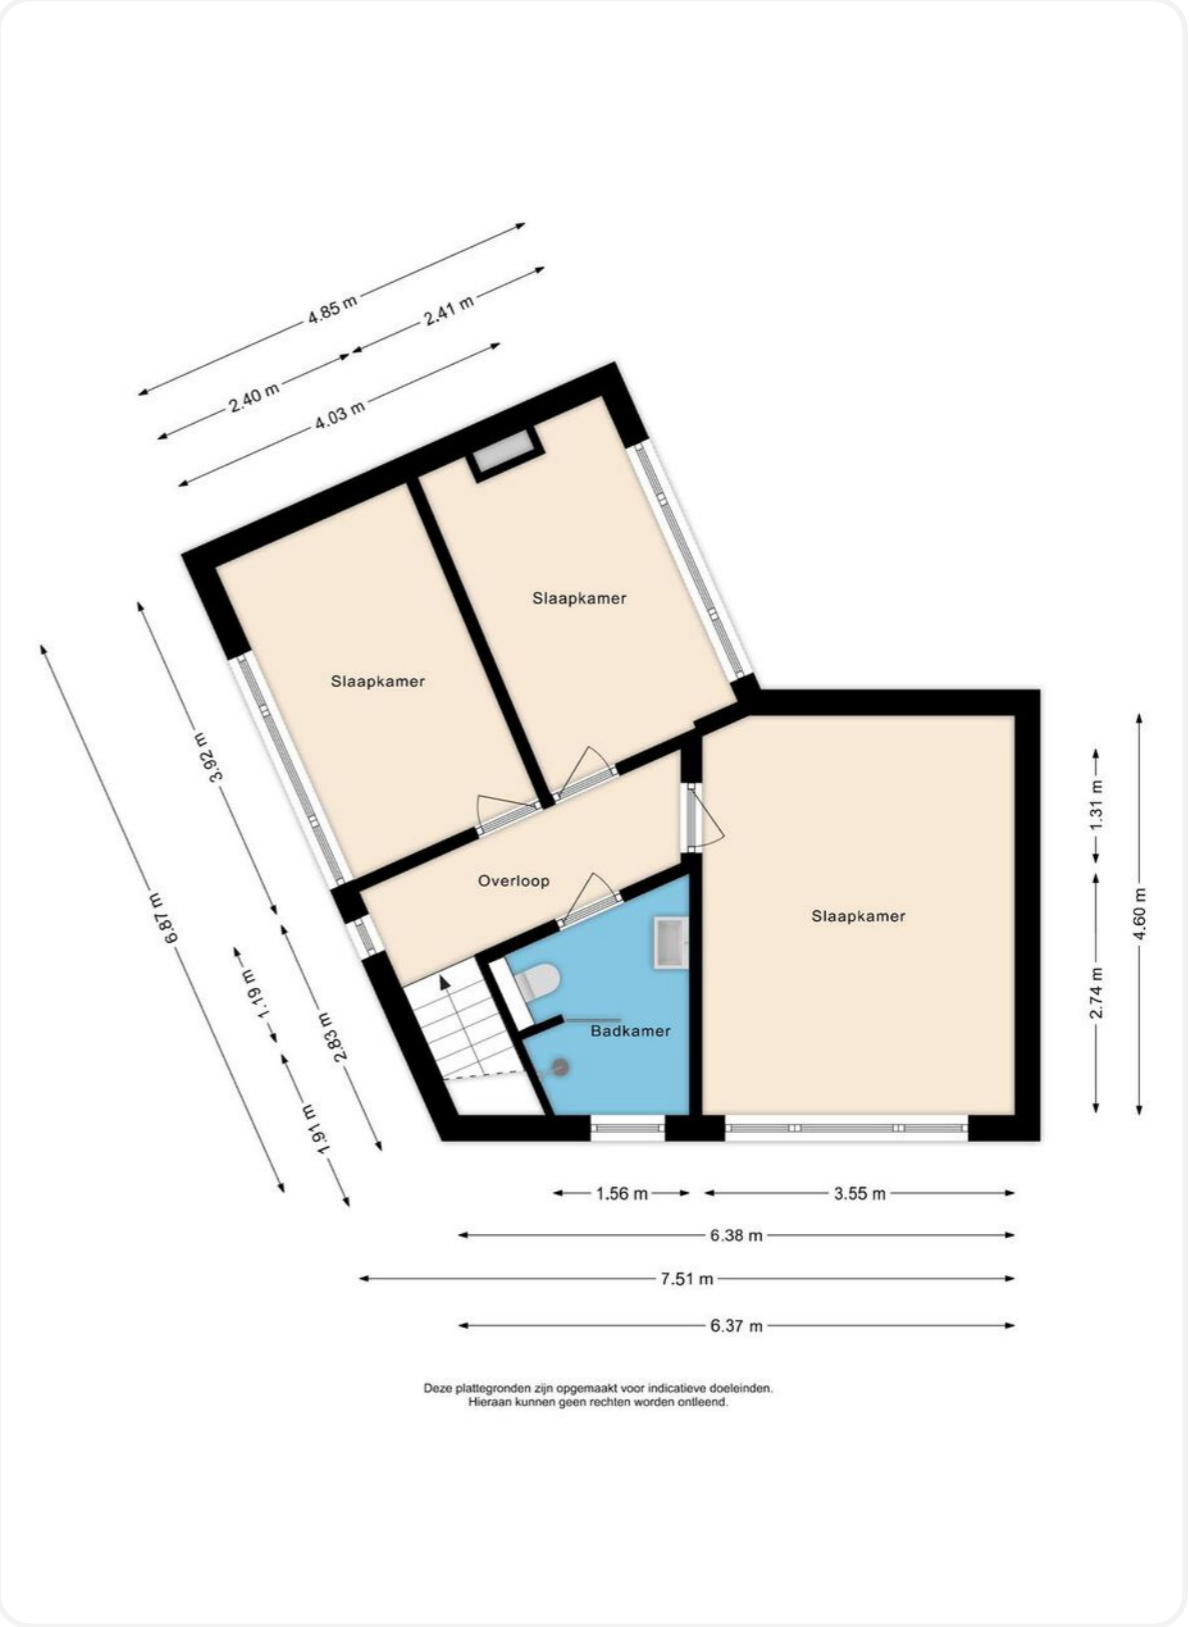 4.85 m
2.41 m
2.40 m
4.03 m
Slaapkamer
Slaapkamer
3.92 m
1.31 m
Overloop
6.87 m
Slaapkamer
4.60 m
1.19 m
2.74 m
2.83 m
Badkamer
1.91 m
1.56 m
3.55 m
6.38 m
7.51 m
6.37 m
Deze plattegronden zijn opgemaakt voor indicatieve doeleinden.
Hieraan kunnen geen rechten worden ontleend.